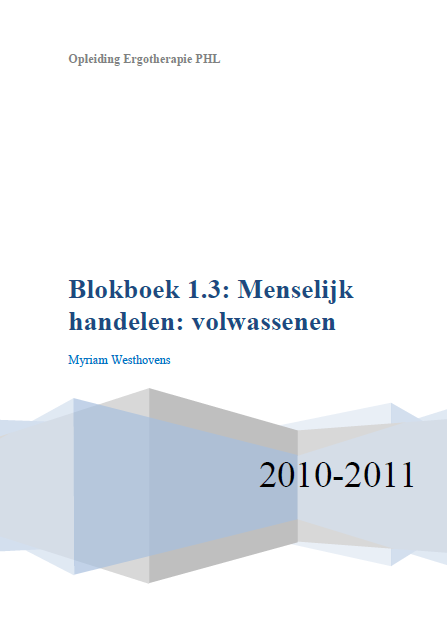 Opleiding Ergotherapie PHL
Blokboek 1.3: Menselijk
handelen: volwassenen
Myriam Westhovens
2010-2011